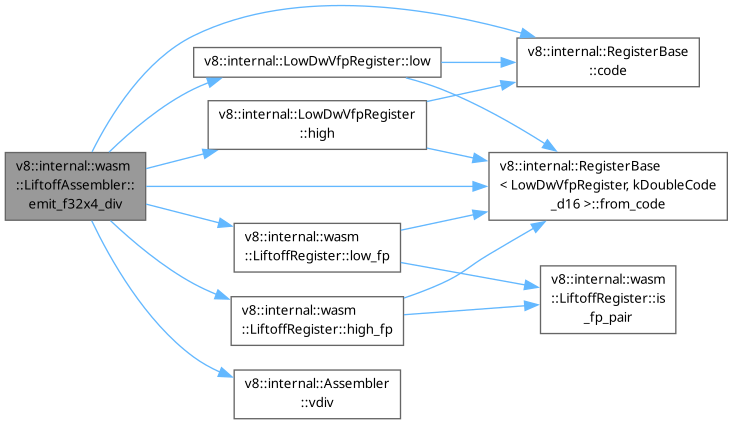 v8::internal::wasm
::LiftoffAssembler::
emit_f32x4_div
v8::internal::LowDwVfpRegister::low
v8::internal::LowDwVfpRegister
::high
v8::internal::wasm
::LiftoffRegister::low_fp
v8::internal::wasm
::LiftoffRegister::high_fp
v8::internal::Assembler
::vdiv
v8::internal::RegisterBase
::code
v8::internal::RegisterBase
< LowDwVfpRegister, kDoubleCode
_d16 >::from_code
v8::internal::wasm
::LiftoffRegister::is
_fp_pair